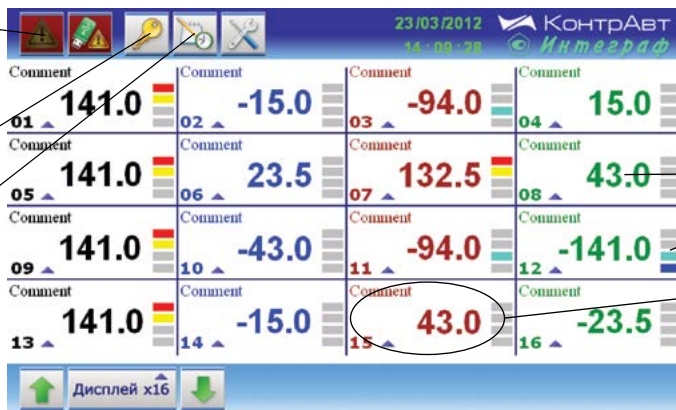 23/03/2012 КонтрАвт
14:09:28 Интеграф
Comment Comment Comment Comment
141.0 -15.0 -94.0 15.0
01 02 03 04
Comment Comment Comment Comment
141.0 23.5 132.5 43.0
05 06 07 08
Comment Comment Comment Comment
141.0 -43.0 -94.0 -141.0
09 10 11 12
Comment Comment Comment Comment
141.0 -15.0 43.0 -23.5
13 14 15 16
Дисплей x16